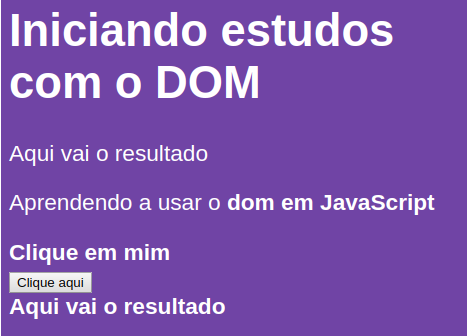 Iniciando estudos
com o DOM
Aqui vai o resultado
Aprendendo a usar o dom em JavaScript
Clique em mim
Clique aqui
Aqui vai o resultado